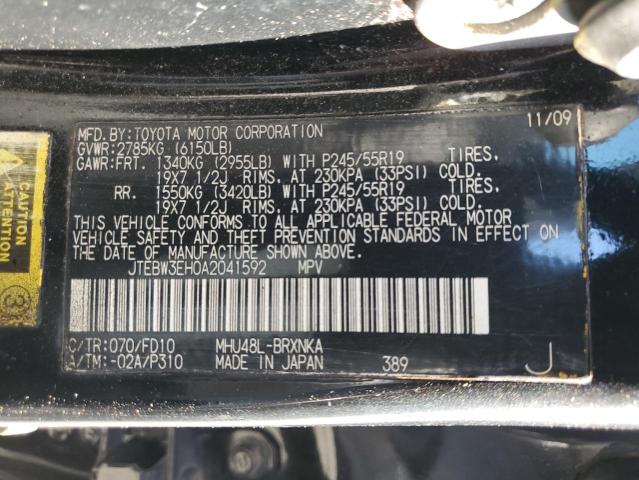 MFD. BY: TOYOTA MOTOR CORPORATION 11/09
GVWR: 2785KG (6150LB)
GAWR: FRT. 1340KG (2955LB) WITH P245/55R19 TIRES,
19X7 1/2J RIMS, AT 230KPA (33PSI) COLD.
RR. 1550KG (3420LB) WITH P245/55R19 TIRES,
19X7 1/2J RIMS, AT 230KPA (33PSI) COLD.
THIS VEHICLE CONFORMS TO ALL APPLICABLE FEDERAL MOTOR
VEHICLE SAFETY AND THEFT PREVENTION STANDARDS IN EFFECT ON
THE DATE OF MANUFACTURE SHOWN ABOVE.
JTEBW3EH0A2041592 MPV
C/TR: 070/FD10 MHU48L-BRXNKA
A/TM: -02A/P310 MADE IN JAPAN 389 J
CAUTION
3